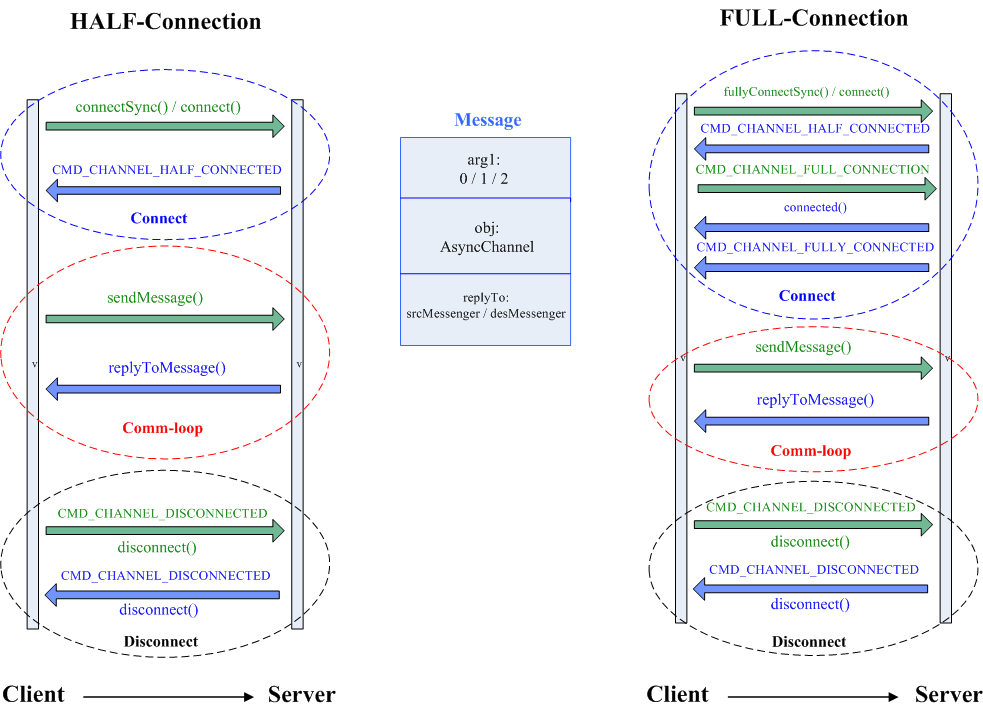 HALF-Connection
connectSync() / connect()
CMD_CHANNEL_HALF_CONNECTED
Connect
sendMessage()
v
v
replyToMessage()
Comm-loop
CMD_CHANNEL_DISCONNECTED
disconnect()
CMD_CHANNEL_DISCONNECTED
disconnect()
Disconnect
Client
Server
Message
arg1:
0 / 1 / 2
obj:
AsyncChannel
replyTo:
srcMessenger / desMessenger
FULL-Connection
fullyConnectSync() / connect()
CMD_CHANNEL_HALF_CONNECTED
CMD_CHANNEL_FULL_CONNECTION
connected()
CMD_CHANNEL_FULLY_CONNECTED
Connect
sendMessage()
v
v
replyToMessage()
Comm-loop
CMD_CHANNEL_DISCONNECTED
disconnect()
CMD_CHANNEL_DISCONNECTED
disconnect()
Disconnect
Client
Server